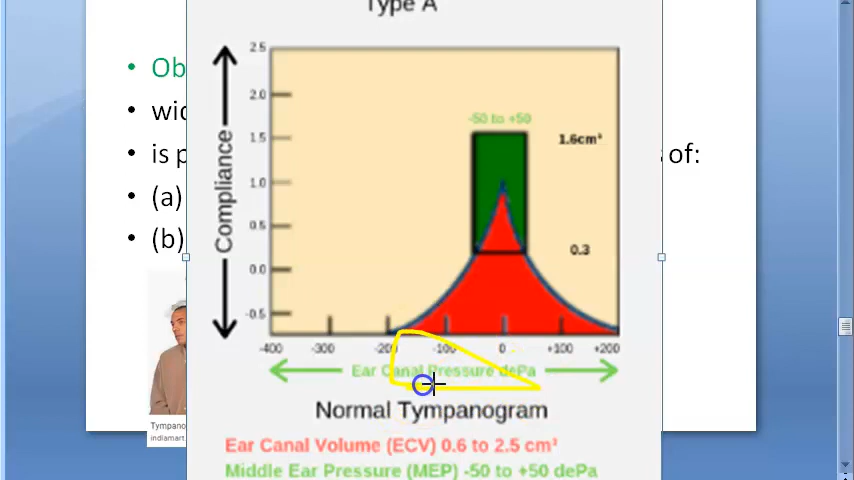 Type A
2.5
• Ob
2.0
• wid
-50 to +50
1.5
1.6cm³
• is p
s of:
1.0
• (a)
0.5
• (b)
0.3
0.0
-0.5
Compliance
-400 -300 -200 -100 0 +100 +200
Ear Canal Pressure dePa
Normal Tympanogram
Tympano
indiamart.
Ear Canal Volume (ECV) 0.6 to 2.5 cm³
Middle Ear Pressure (MEP) -50 to +50 dePa